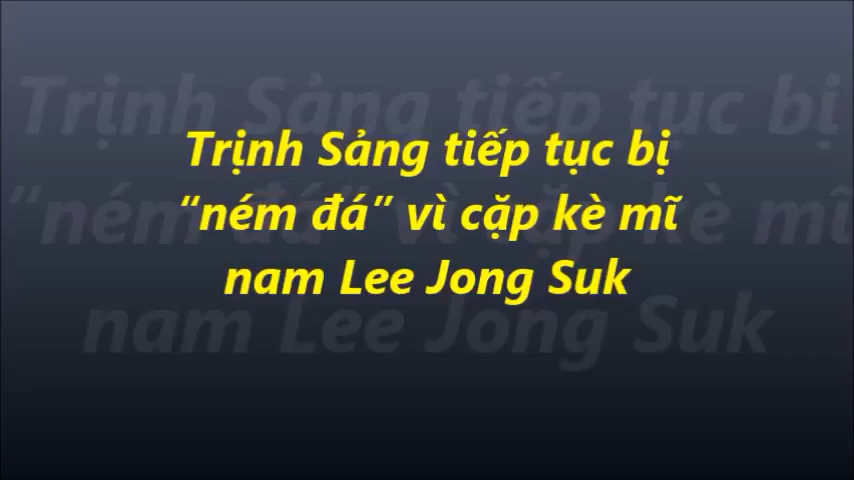 Trịnh Sảng tiếp tục bị
“ném đá” vì cặp kè mĩ
nam Lee Jong Suk